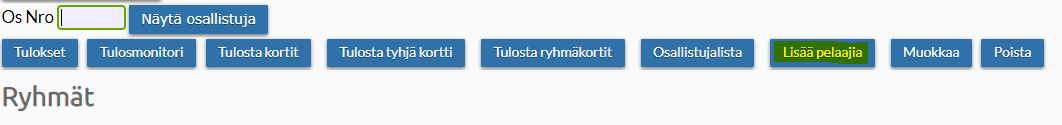 Os Nro Näytä osallistuja
Tulokset Tulosmonitori Tulosta kortit Tulosta tyhjä kortti Tulosta ryhmäkortit Osallistujalista Lisää pelaajia Muokkaa Poista
Ryhmät